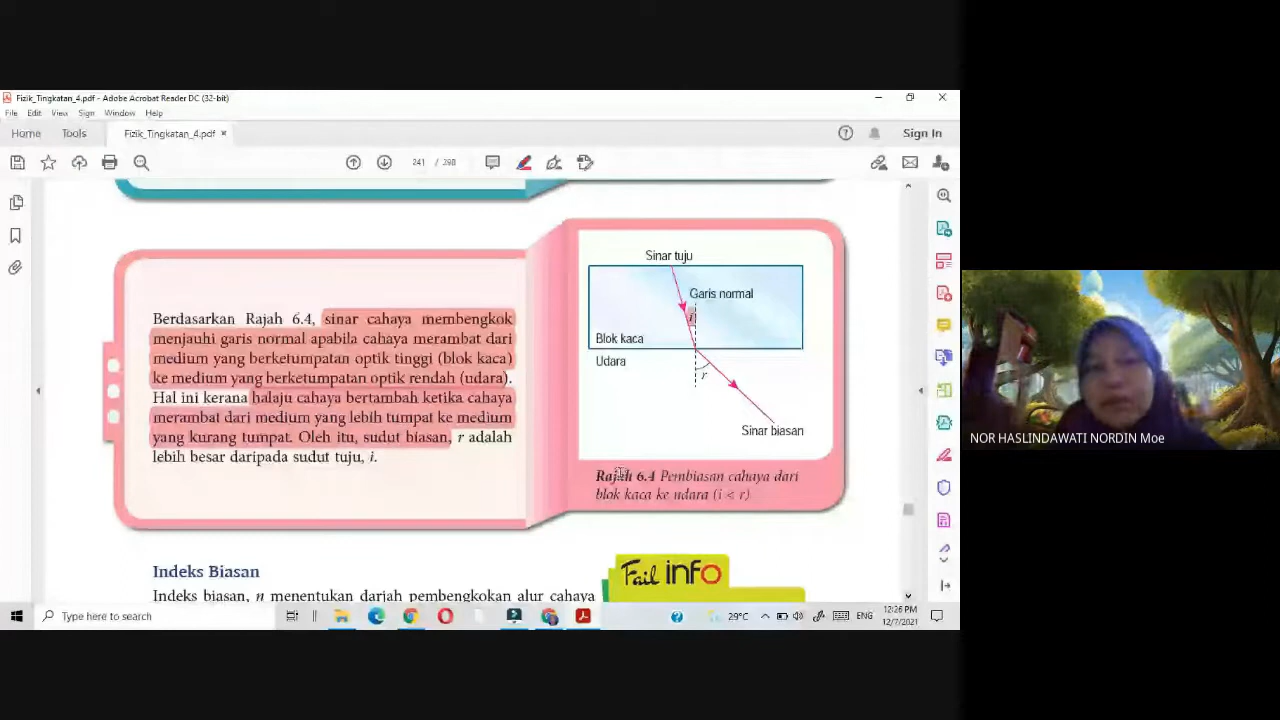 Fizik_Tingkatan_4.pdf - Adobe Acrobat Reader DC (32-bit)
File Edit View Sign Window Help
Home Tools Fizik_Tingkatan_4.pdf × Sign In
241 / 298
Sinar tuju
Garis normal
Blok kaca
Udara
r
Sinar biasan
Berdasarkan Rajah 6.4, sinar cahaya membengkok
menjauhi garis normal apabila cahaya merambat dari
medium yang berketumpatan optik tinggi (blok kaca)
ke medium yang berketumpatan optik rendah (udara).
Hal ini kerana halaju cahaya bertambah ketika cahaya
merambat dari medium yang lebih tumpat ke medium
yang kurang tumpat. Oleh itu, sudut biasan, r adalah
lebih besar daripada sudut tuju, i.
Rajah 6.4 Pembiasan cahaya dari
blok kaca ke udara (i < r)
Indeks Biasan
Indeks biasan, n menentukan darjah pembengkokan alur cahaya
Fail info
NOR HASLINDAWATI NORDIN Moe
Type here to search
29°C ENG
12:26 PM
12/7/2021